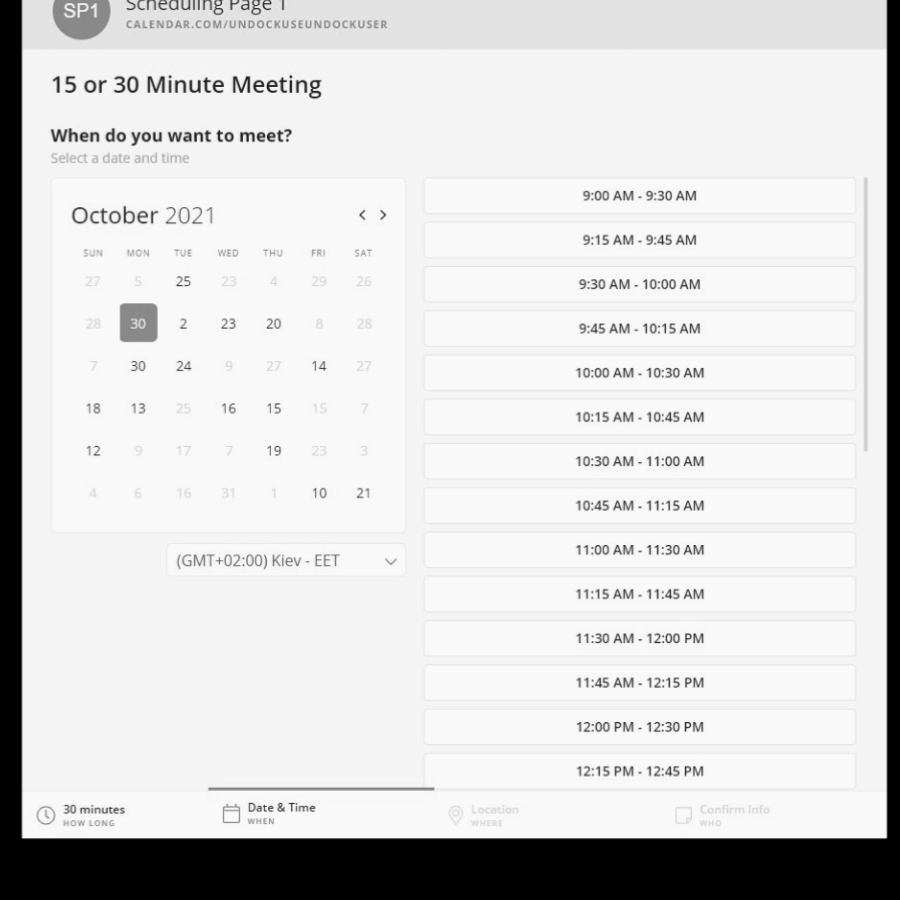 SP1
Scheduling Page 1
CALENDAR.COM/UNDOCKUSEUNDOCKUSER
15 or 30 Minute Meeting
When do you want to meet?
Select a date and time
October 2021
SUN MON TUE WED THU FRI SAT
27 5 25 23 4 29 26
28 30 2 23 20 8 28
7 30 24 9 27 14 27
18 13 25 16 15 15 7
12 9 17 7 19 23 3
4 6 16 31 1 10 21
(GMT+02:00) Kiev - EET
9:00 AM - 9:30 AM
9:15 AM - 9:45 AM
9:30 AM - 10:00 AM
9:45 AM - 10:15 AM
10:00 AM - 10:30 AM
10:15 AM - 10:45 AM
10:30 AM - 11:00 AM
10:45 AM - 11:15 AM
11:00 AM - 11:30 AM
11:15 AM - 11:45 AM
11:30 AM - 12:00 PM
11:45 AM - 12:15 PM
12:00 PM - 12:30 PM
12:15 PM - 12:45 PM
30 minutes
HOW LONG
Date & Time
WHEN
Location
WHERE
Confirm Info
WHO